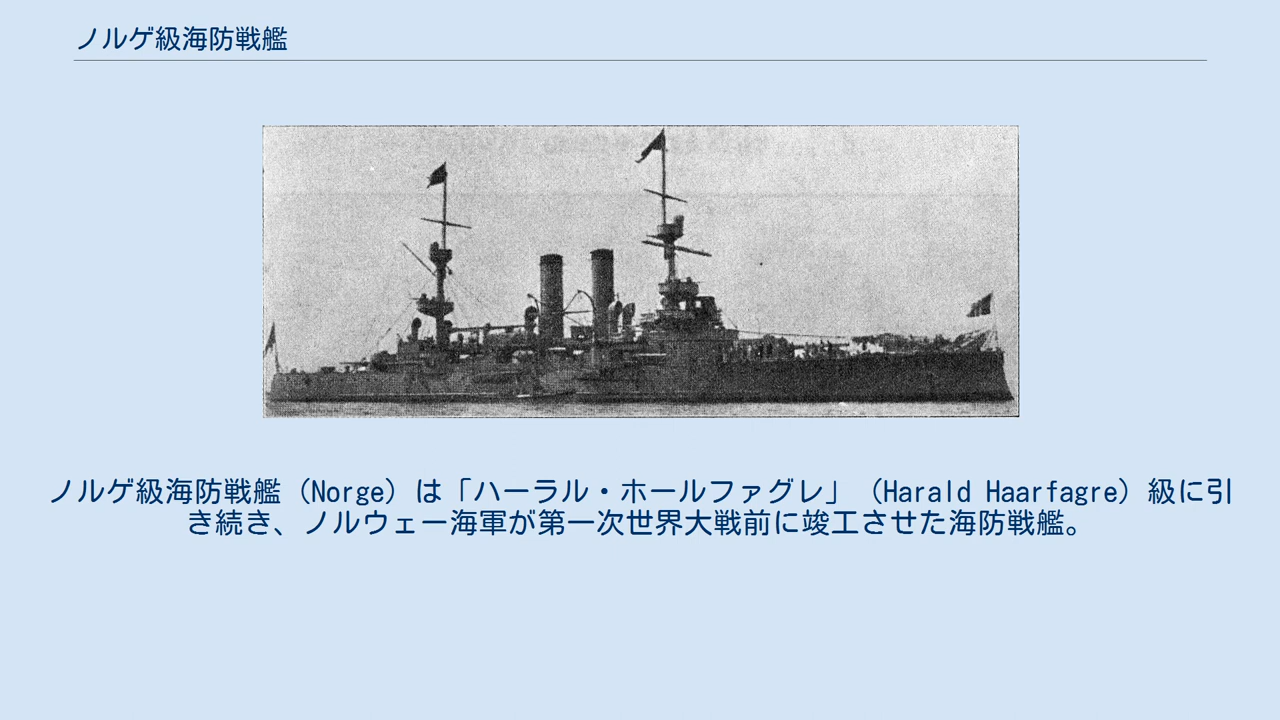 ノルゲ級海防戦艦
ノルゲ級海防戦艦（Norge）は「ハーラル・ホールファグレ」（Harald Haarfagre）級に引
き続き、ノルウェー海軍が第一次世界大戦前に竣工させた海防戦艦。